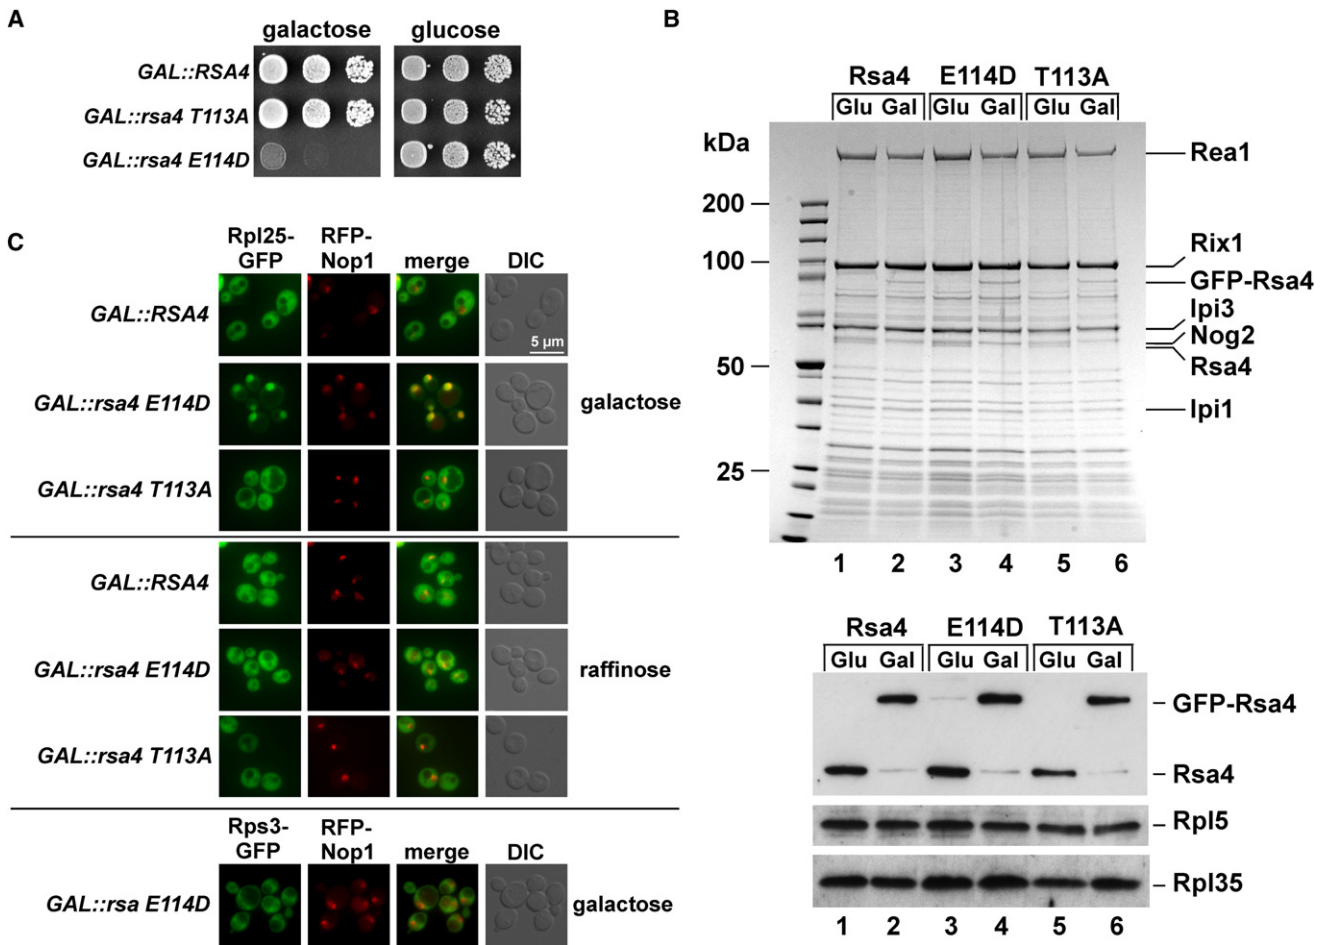 A
galactose glucose
GAL::RSA4
GAL::rsa4 T113A
GAL::rsa4 E114D
B
Rsa4 E114D T113A
Glu Gal Glu Gal Glu Gal
kDa
200
100
50
25
Rea1
Rix1
GFP-Rsa4
Ipi3
Nog2
Rsa4
Ipi1
1 2 3 4 5 6
Rsa4 E114D T113A
Glu Gal Glu Gal Glu Gal
GFP-Rsa4
Rsa4
Rpl5
Rpl35
1 2 3 4 5 6
C
Rpl25-GFP RFP-Nop1 merge DIC
GAL::RSA4
5 µm
GAL::rsa4 E114D
galactose
GAL::rsa4 T113A
GAL::RSA4
GAL::rsa4 E114D
raffinose
GAL::rsa4 T113A
Rps3-GFP RFP-Nop1 merge DIC
GAL::rsa E114D
galactose